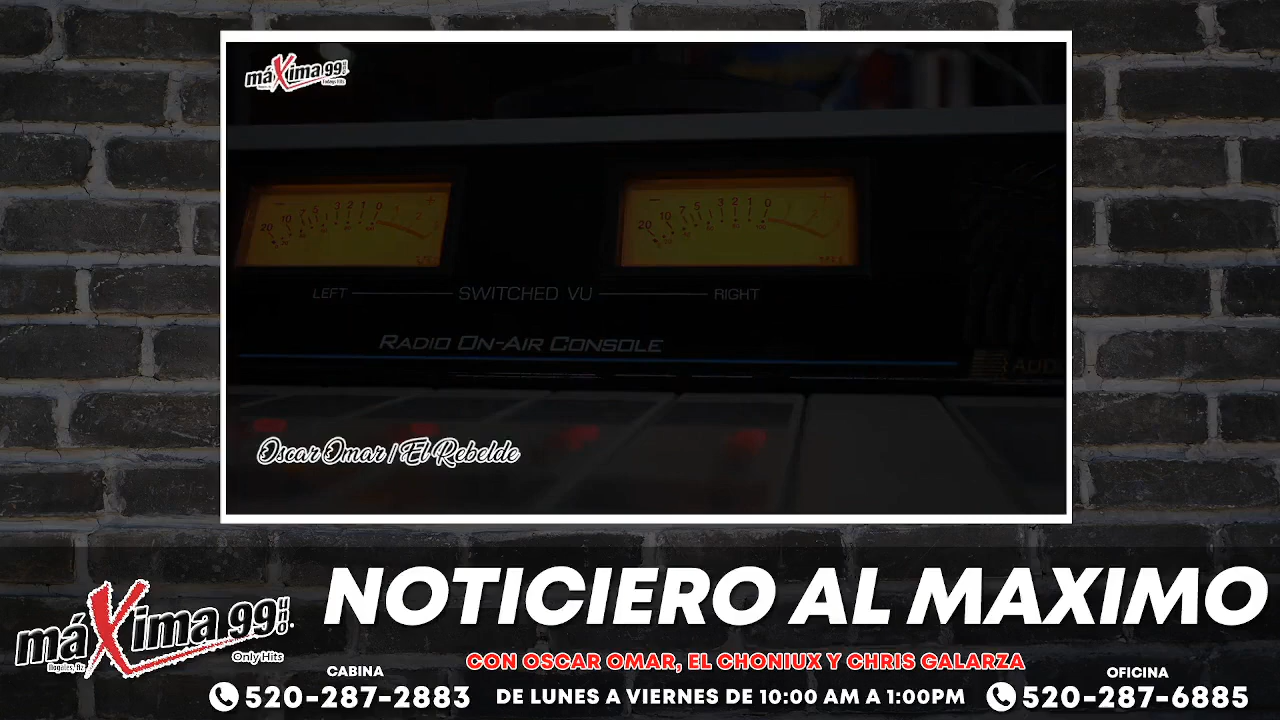 máXima 99
LEFT SWITCHED VU RIGHT
RADIO ON-AIR CONSOLE
Oscar Omar / El Rebelde
NOTICIERO AL MAXIMO
máXima 99
Nogales, Az
Only Hits
CON OSCAR OMAR, EL CHONIUX Y CHRIS GALARZA
CABINA
520-287-2883
DE LUNES A VIERNES DE 10:00 AM A 1:00PM
OFICINA
520-287-6885